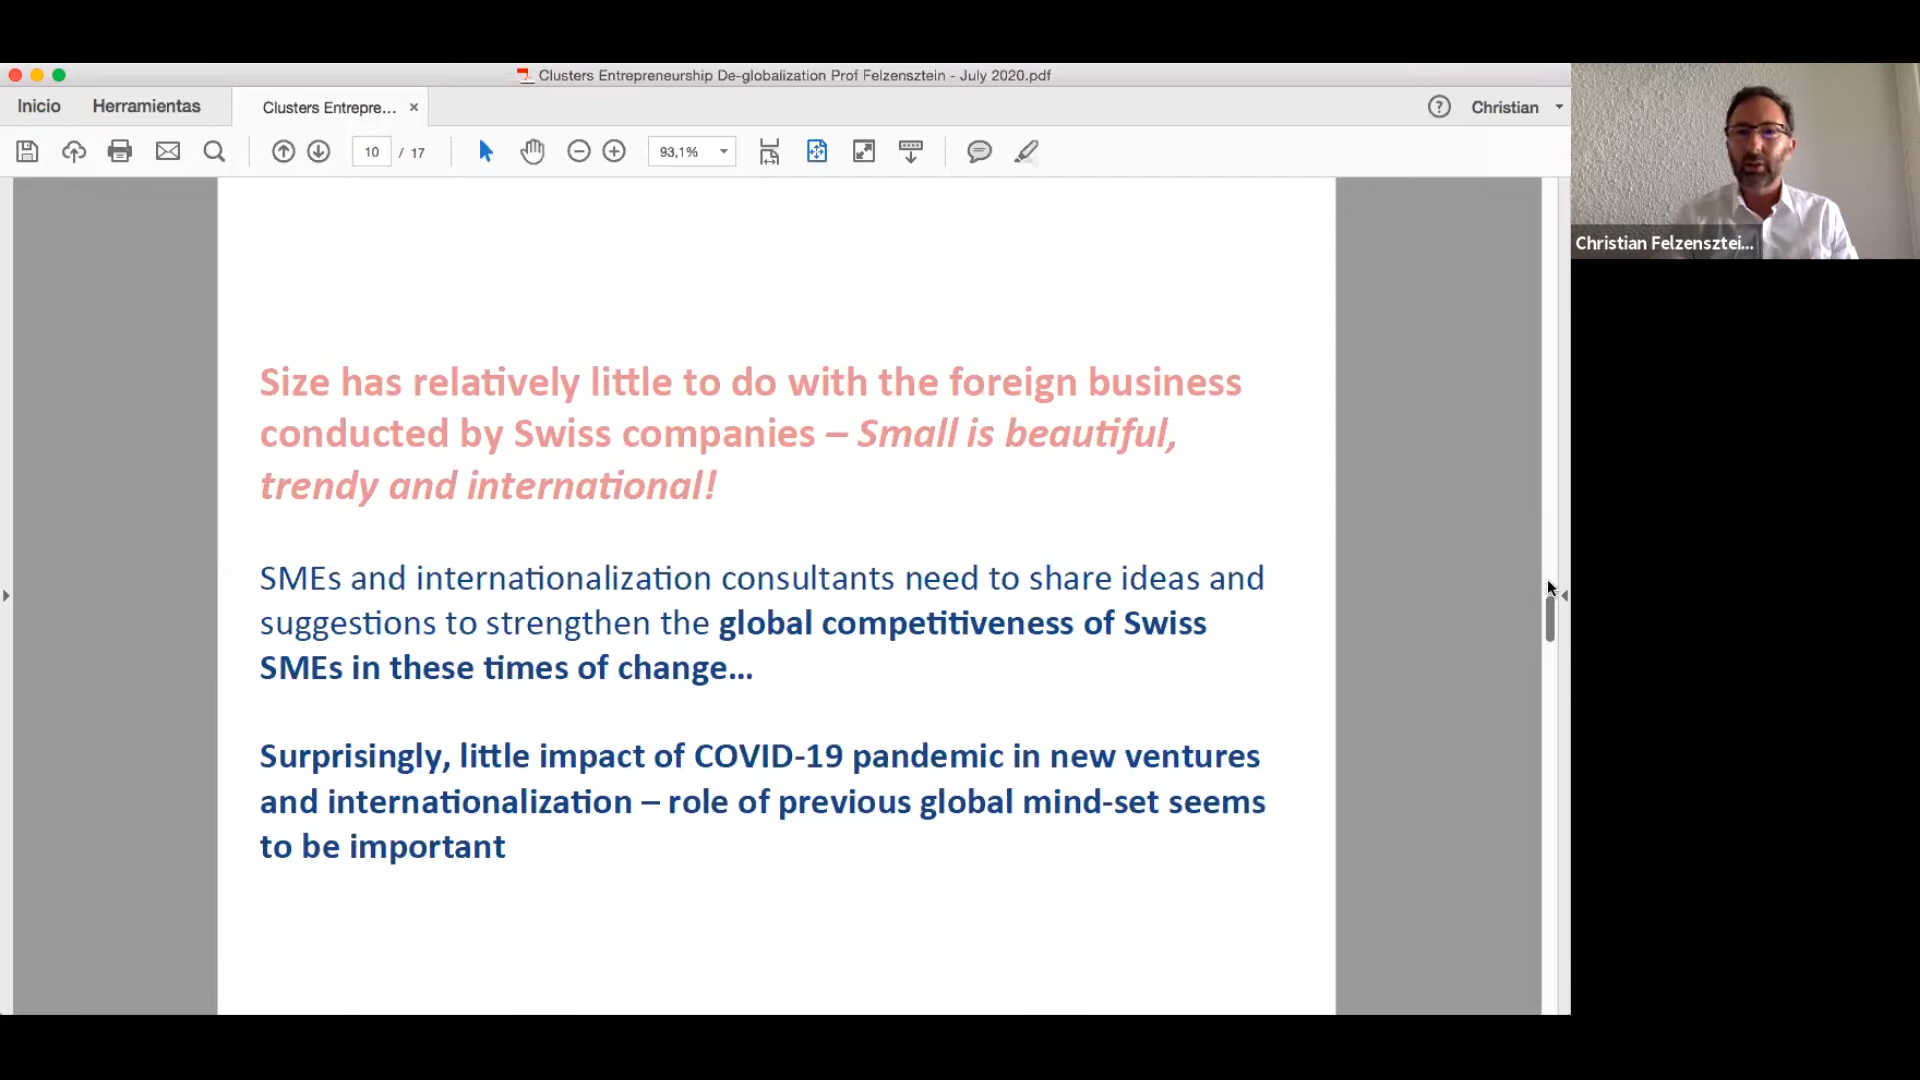 Clusters Entrepreneurship De-globalization Prof Felzensztein - July 2020.pdf
Inicio
Herramientas
Clusters Entrepre...
Christian
10 / 17
93,1%
Christian Felzensztei...
Size has relatively little to do with the foreign business
conducted by Swiss companies – Small is beautiful,
trendy and international!
SMEs and internationalization consultants need to share ideas and
suggestions to strengthen the global competitiveness of Swiss
SMEs in these times of change...
Surprisingly, little impact of COVID-19 pandemic in new ventures
and internationalization – role of previous global mind-set seems
to be important